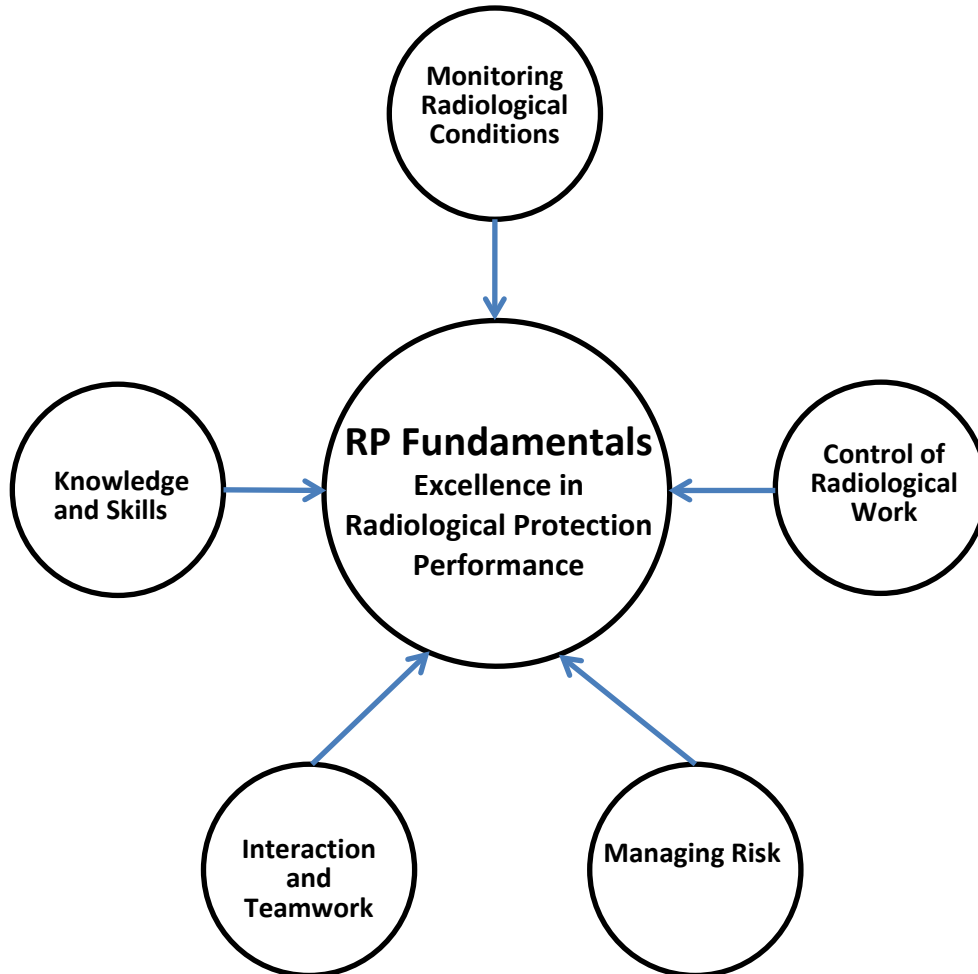 Monitoring
Radiological
Conditions
Knowledge
and Skills
RP Fundamentals
Excellence in
Radiological Protection
Performance
Control of
Radiological
Work
Interaction
and
Teamwork
Managing Risk